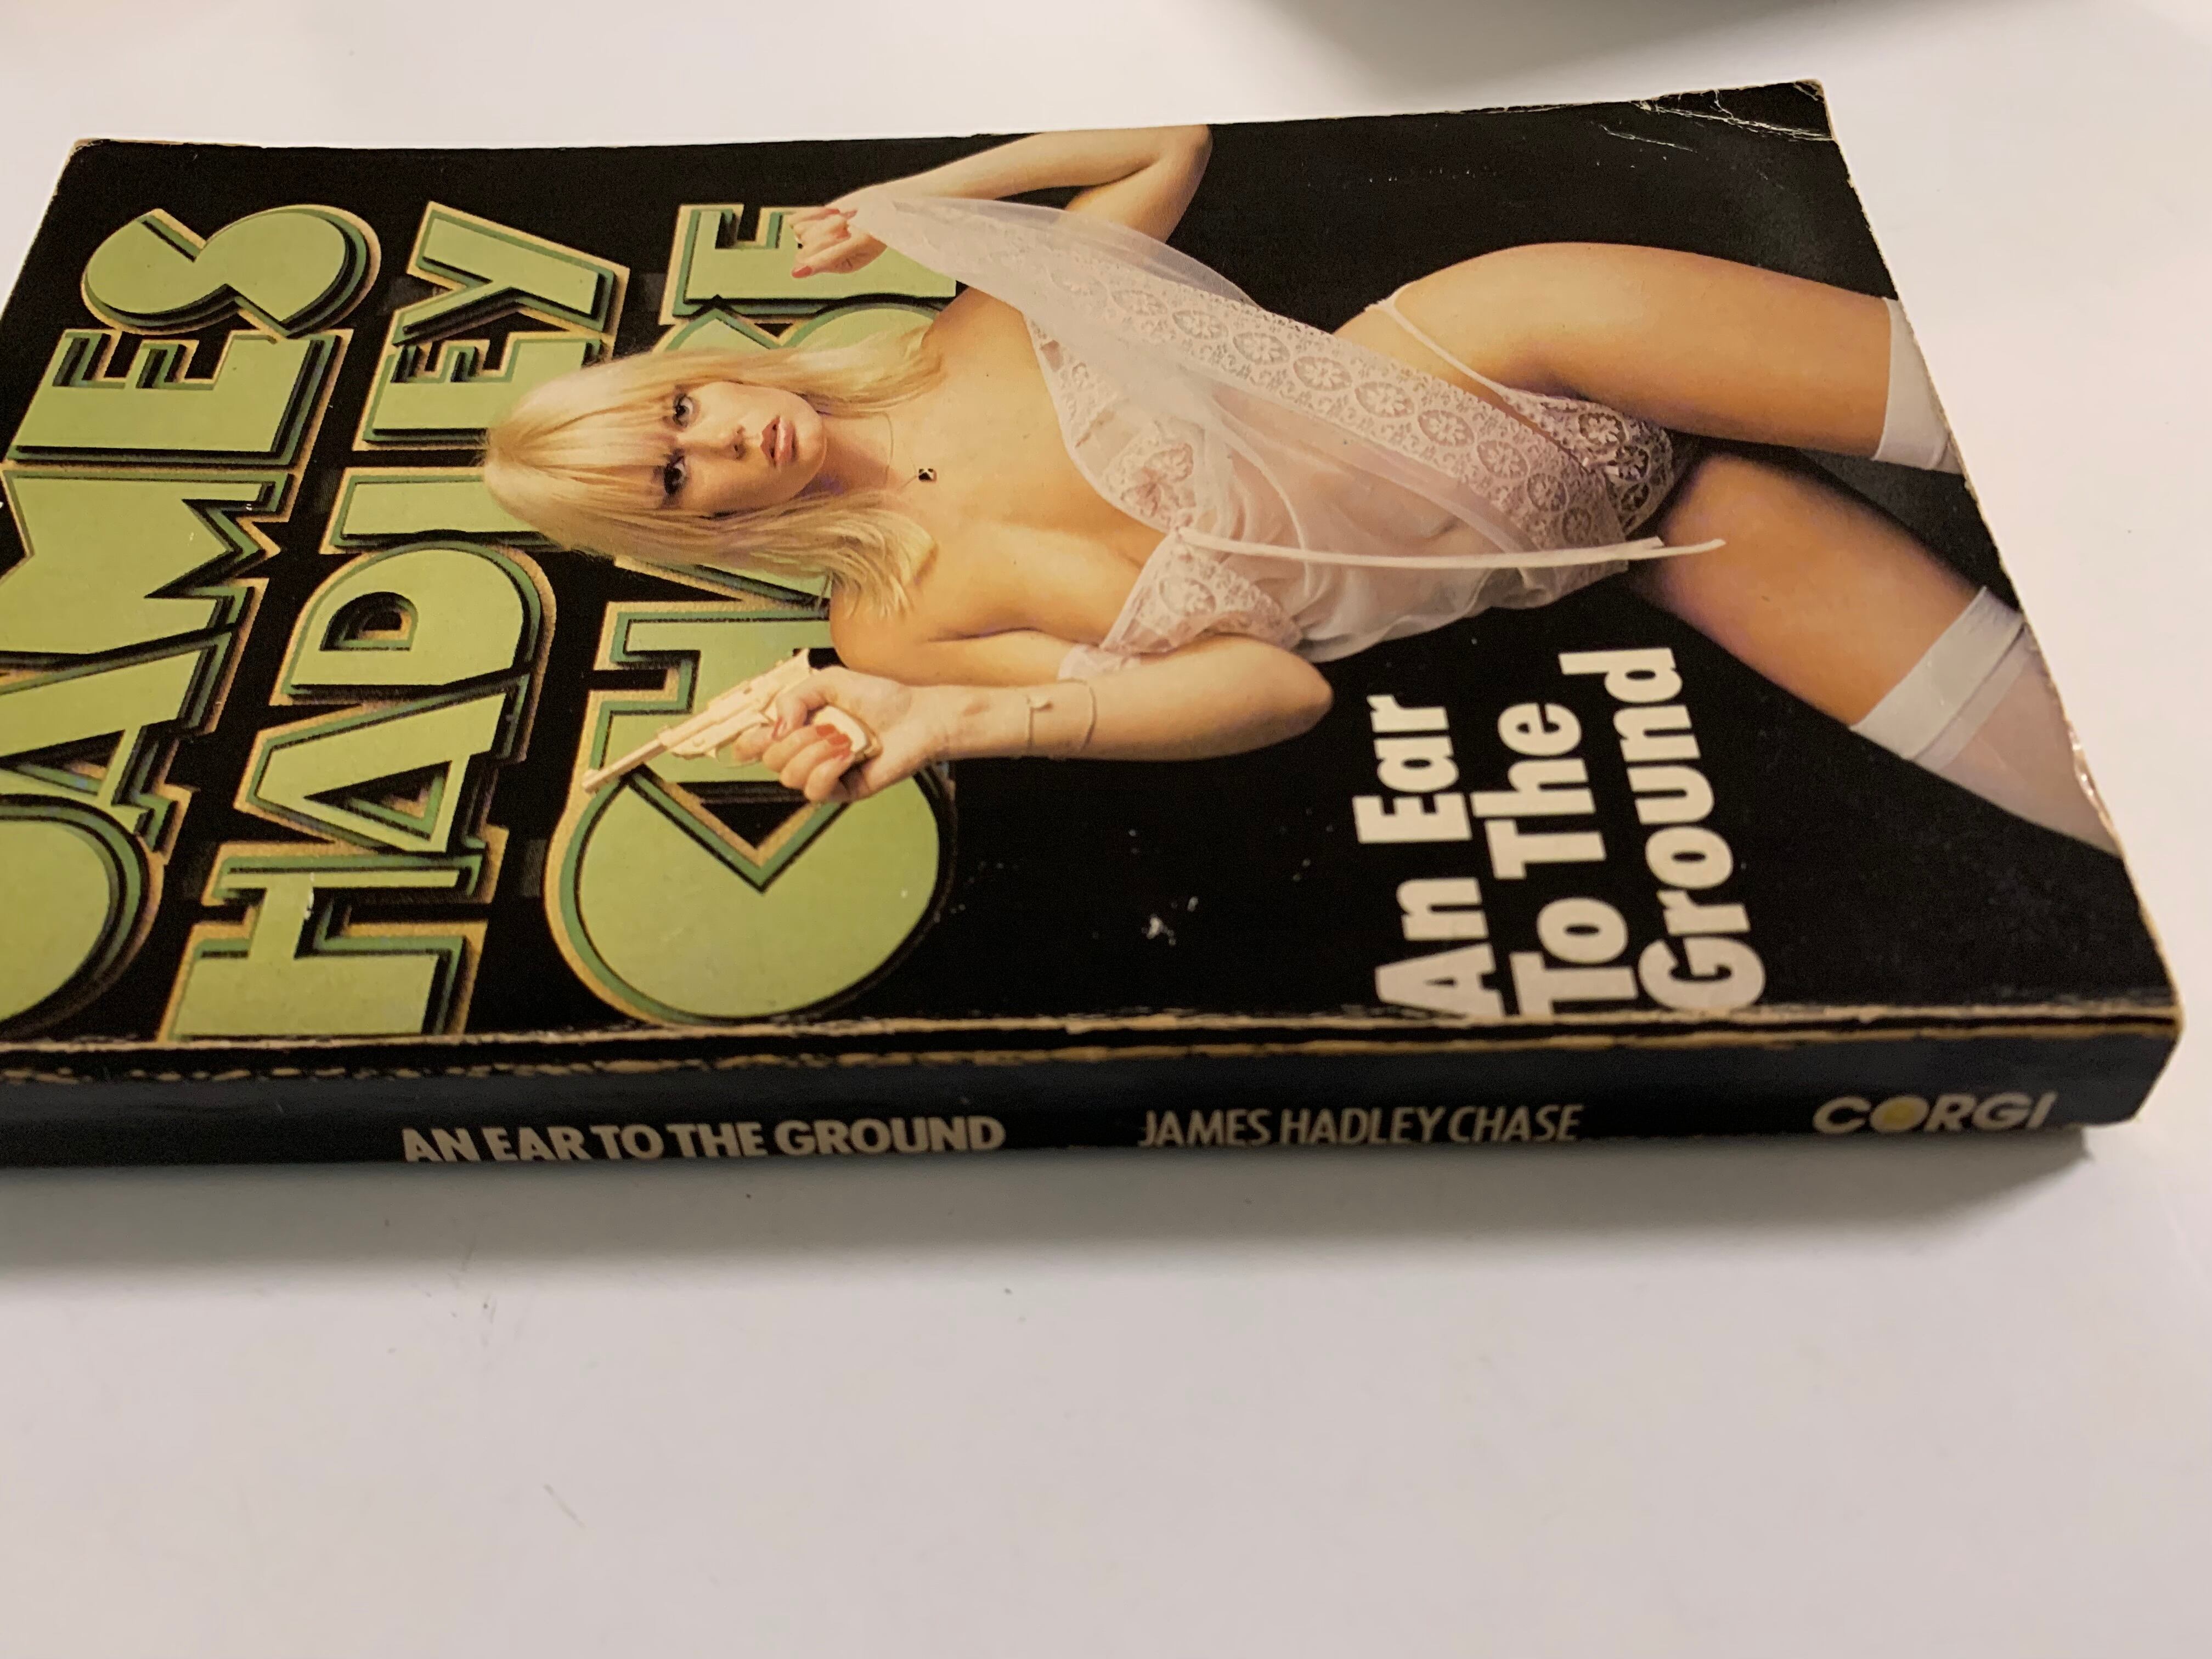 JAMES
HADLEY
CHASE
An Ear
To The
Ground
AN EAR TO THE GROUND JAMES HADLEY CHASE CORGI